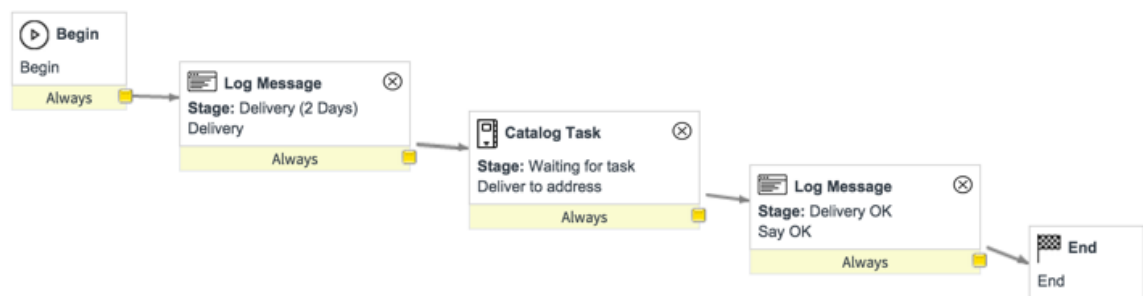 Begin
Begin
Always
Log Message
Stage: Delivery (2 Days)
Delivery
Always
Catalog Task
Stage: Waiting for task
Deliver to address
Always
Log Message
Stage: Delivery OK
Say OK
Always
End
End